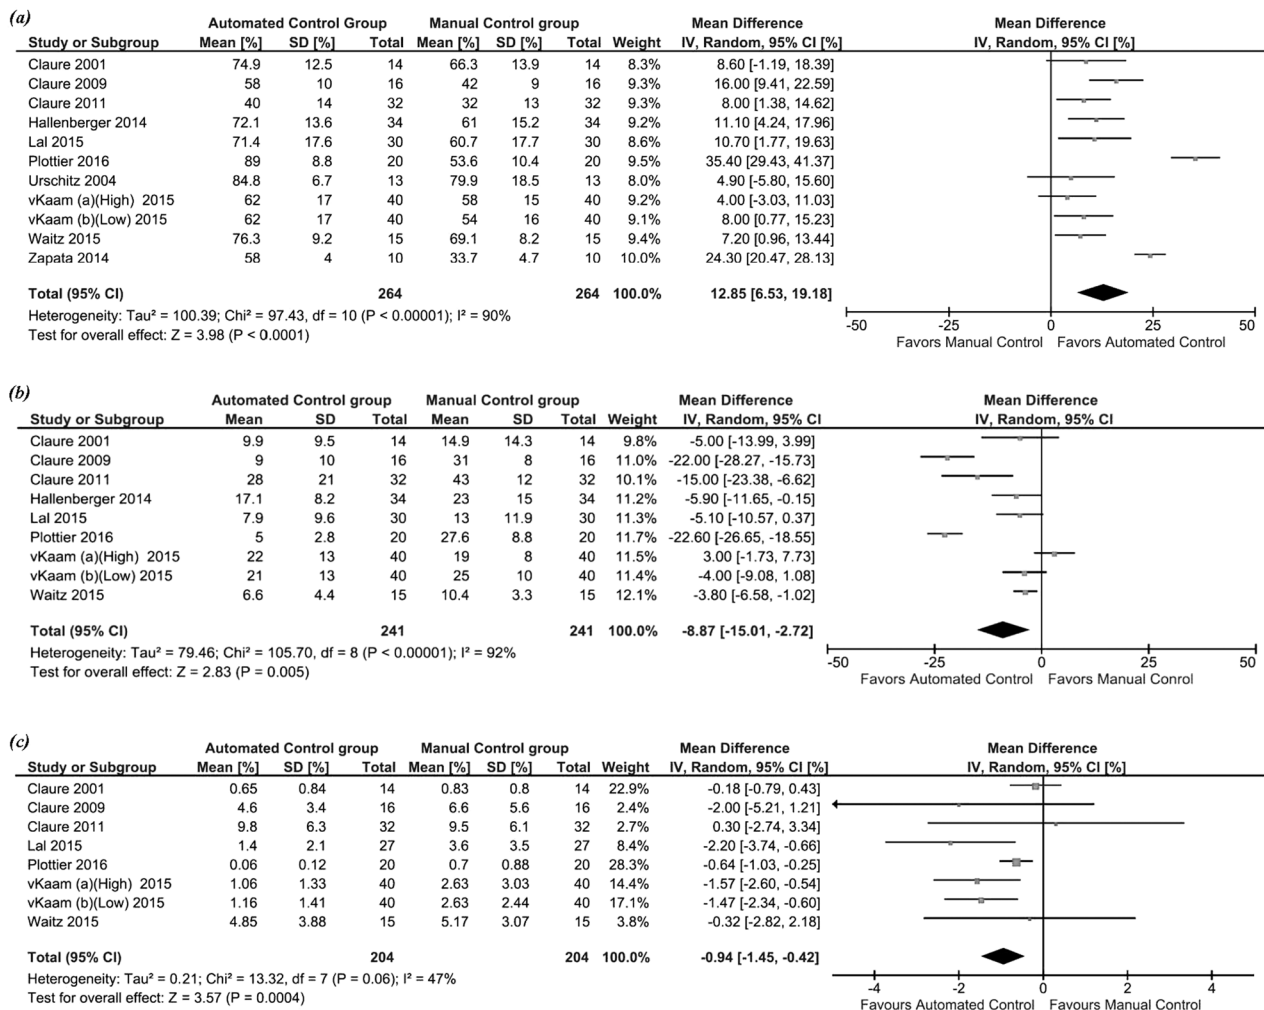 (a)
Automated Control Group Manual Control group Mean Difference Mean Difference
Study or Subgroup Mean [%] SD [%] Total Mean [%] SD [%] Total Weight IV, Random, 95% CI [%] IV, Random, 95% CI [%]
Claure 2001 74.9 12.5 14 66.3 13.9 14 8.3% 8.60 [-1.19, 18.39]
Claure 2009 58 10 16 42 9 16 9.3% 16.00 [9.41, 22.59]
Claure 2011 40 14 32 32 13 32 9.3% 8.00 [1.38, 14.62]
Hallenberger 2014 72.1 13.6 34 61 15.2 34 9.3% 11.10 [4.24, 17.96]
Lal 2015 71.4 17.6 30 60.7 17.7 30 8.6% 10.70 [1.77, 19.63]
Plottier 2016 89 8.8 20 53.6 10.4 20 9.5% 35.40 [29.43, 41.37]
Urschitz 2004 84.8 6.7 13 79.9 18.5 13 8.0% 4.90 [-5.80, 15.60]
vKaam (a)(High) 2015 62 17 40 58 15 40 9.2% 4.00 [-3.03, 11.03]
vKaam (b)(Low) 2015 62 17 40 54 16 40 9.1% 8.00 [0.77, 15.23]
Waitz 2015 76.3 9.2 15 69.1 8.2 15 9.4% 7.20 [0.96, 13.44]
Zapata 2014 58 4 10 33.7 4.7 10 10.0% 24.30 [20.47, 28.13]
Total (95% CI) 264 264 100.0% 12.85 [6.53, 19.18]
Heterogeneity: Tau² = 100.39; Chi² = 97.43, df = 10 (P < 0.00001); I² = 90%
Test for overall effect: Z = 3.98 (P < 0.0001)
-50 -25 0 25 50
Favors Manual Control Favors Automated Control
(b)
Automated Control group Manual Control group Mean Difference Mean Difference
Study or Subgroup Mean SD Total Mean SD Total Weight IV, Random, 95% CI IV, Random, 95% CI
Claure 2001 9.9 9.5 14 14.9 14.3 14 9.8% -5.00 [-13.99, 3.99]
Claure 2009 9 10 16 31 8 16 11.0% -22.00 [-28.27, -15.73]
Claure 2011 28 21 32 43 12 32 10.1% -15.00 [-23.38, -6.62]
Hallenberger 2014 17.1 8.2 34 23 15 34 11.2% -5.90 [-11.65, -0.15]
Lal 2015 7.9 9.6 30 13 11.9 30 11.3% -5.10 [-10.57, 0.37]
Plottier 2016 5 2.8 20 27.6 8.8 20 11.7% -22.60 [-26.65, -18.55]
vKaam (a)(High) 2015 22 13 40 19 8 40 11.5% 3.00 [-1.73, 7.73]
vKaam (b)(Low) 2015 21 13 40 25 10 40 11.4% -4.00 [-9.08, 1.08]
Waitz 2015 6.6 4.4 15 10.4 3.3 15 12.1% -3.80 [-6.58, -1.02]
Total (95% CI) 241 241 100.0% -8.87 [-15.01, -2.72]
Heterogeneity: Tau² = 79.46; Chi² = 105.70, df = 8 (P < 0.00001); I² = 92%
Test for overall effect: Z = 2.83 (P = 0.005)
-50 -25 0 25 50
Favors Automated Control Favors Manual Conrol
(c)
Automated Control group Manual Control group Mean Difference Mean Difference
Study or Subgroup Mean [%] SD [%] Total Mean [%] SD [%] Total Weight IV, Random, 95% CI [%] IV, Random, 95% CI [%]
Claure 2001 0.65 0.84 14 0.83 0.8 14 22.9% -0.18 [-0.79, 0.43]
Claure 2009 4.6 3.4 16 6.6 5.6 16 2.4% -2.00 [-5.21, 1.21]
Claure 2011 9.8 6.3 32 9.5 6.1 32 2.7% 0.30 [-2.74, 3.34]
Lal 2015 1.4 2.1 27 3.6 3.5 27 8.4% -2.20 [-3.74, -0.66]
Plottier 2016 0.06 0.12 20 0.7 0.88 20 28.3% -0.64 [-1.03, -0.25]
vKaam (a)(High) 2015 1.06 1.33 40 2.63 3.03 40 14.4% -1.57 [-2.60, -0.54]
vKaam (b)(Low) 2015 1.16 1.41 40 2.63 2.44 40 17.1% -1.47 [-2.34, -0.60]
Waitz 2015 4.85 3.88 15 5.17 3.07 15 3.8% -0.32 [-2.82, 2.18]
Total (95% CI) 204 204 100.0% -0.94 [-1.45, -0.42]
Heterogeneity: Tau² = 0.21; Chi² = 13.32, df = 7 (P = 0.06); I² = 47%
Test for overall effect: Z = 3.57 (P = 0.0004)
-4 -2 0 2 4
Favours Automated Control Favours Manual Control